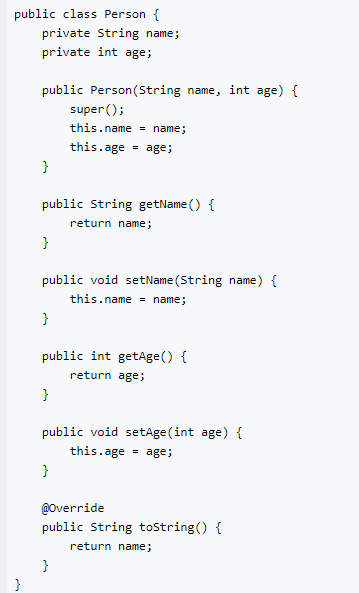 public class Person {
    private String name;
    private int age;

    public Person(String name, int age) {
        super();
        this.name = name;
        this.age = age;
    }

    public String getName() {
        return name;
    }

    public void setName(String name) {
        this.name = name;
    }

    public int getAge() {
        return age;
    }

    public void setAge(int age) {
        this.age = age;
    }

    @Override
    public String toString() {
        return name;
    }
}